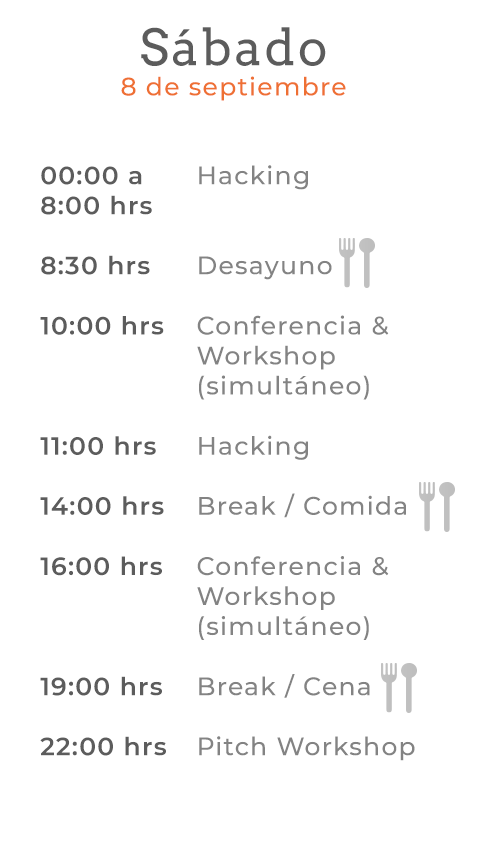 Sábado
8 de septiembre
00:00 a Hacking
8:00 hrs
8:30 hrs Desayuno
10:00 hrs Conferencia &
Workshop
(simultáneo)
11:00 hrs Hacking
14:00 hrs Break / Comida
16:00 hrs Conferencia &
Workshop
(simultáneo)
19:00 hrs Break / Cena
22:00 hrs Pitch Workshop